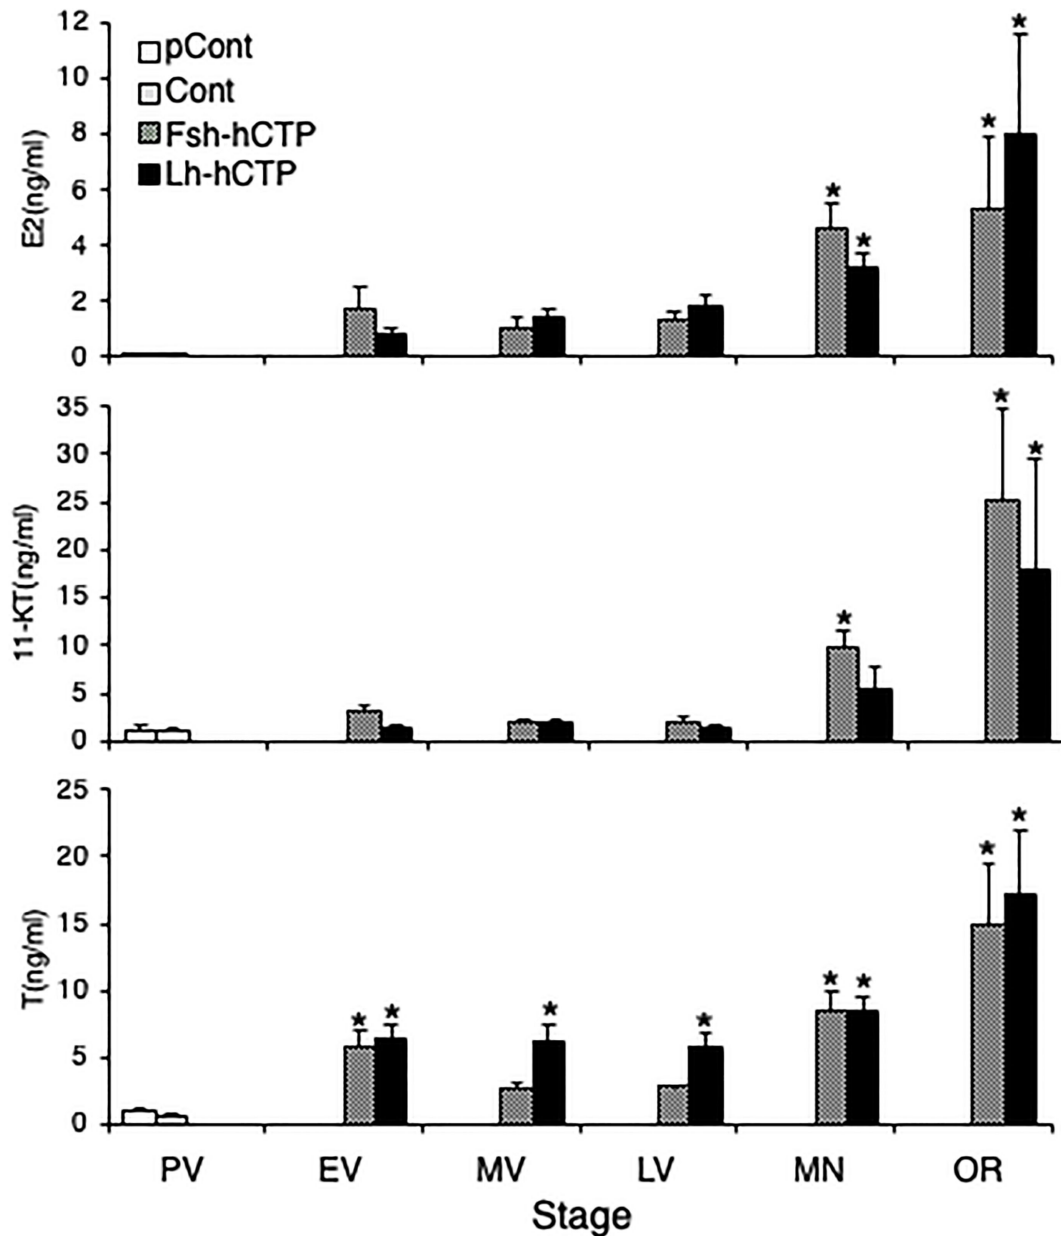 12
10
8
6
4
2
0
E2(ng/ml)
pCont
Cont
Fsh-hCTP
Lh-hCTP
*
*
*
*
35
30
25
20
15
10
5
0
11-KT(ng/ml)
*
*
*
25
20
15
10
5
0
T(ng/ml)
*
*
*
*
*
*
*
*
PV
EV
MV
LV
MN
OR
Stage